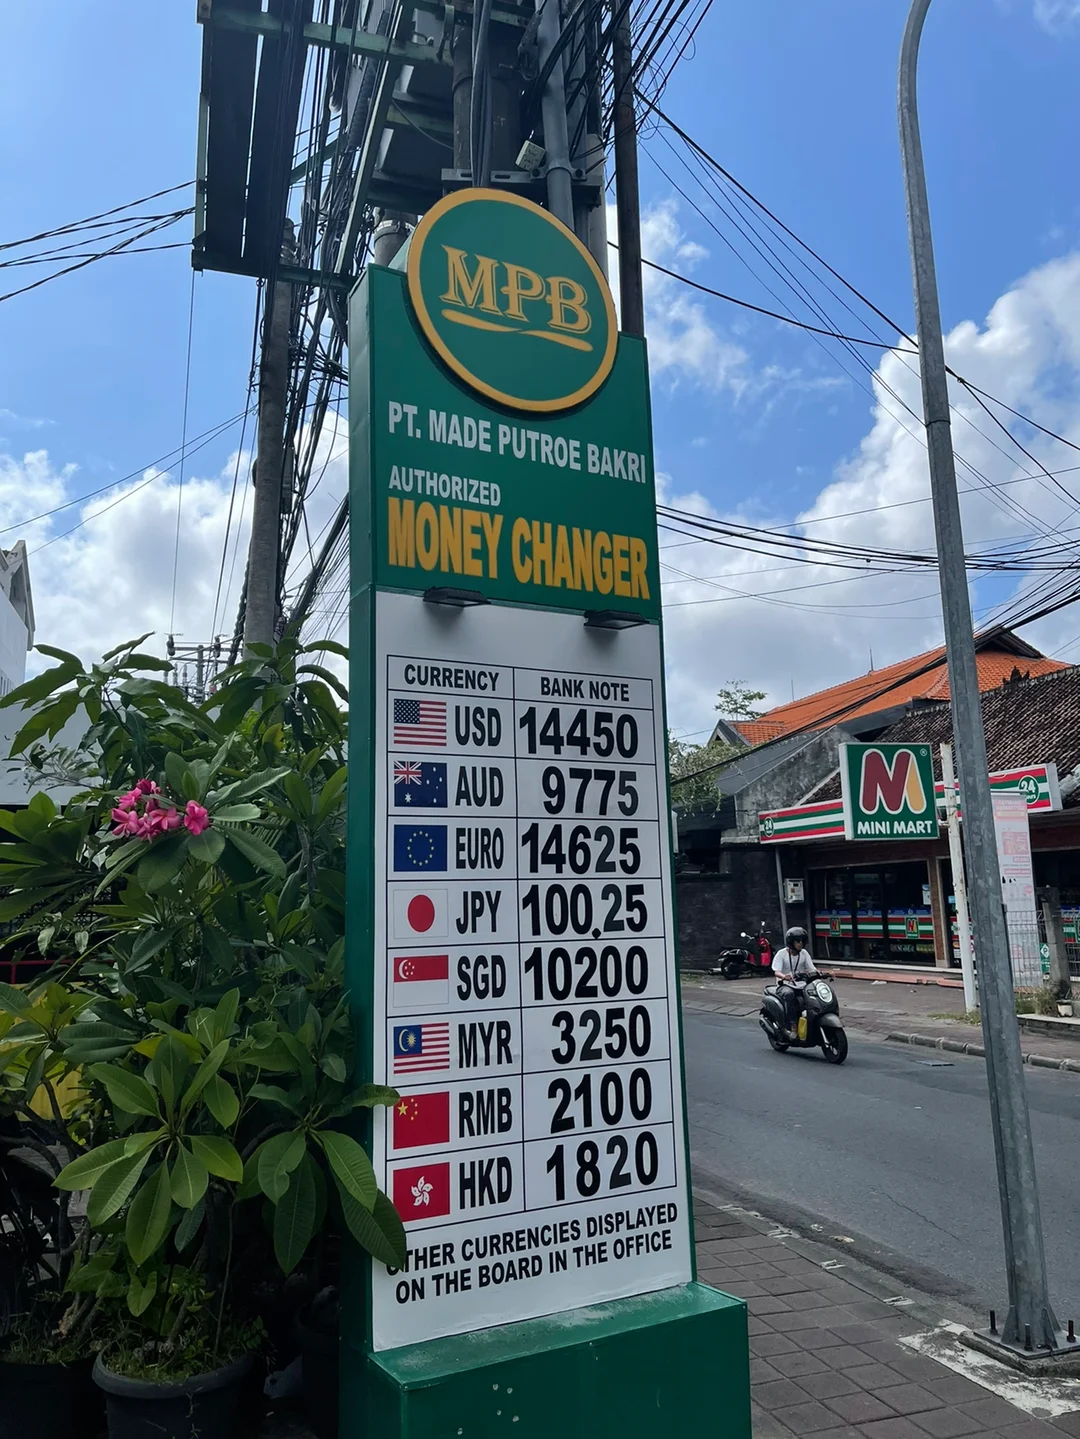 MPB
PT. MADE PUTROE BAKRI
AUTHORIZED
MONEY CHANGER
CURRENCY BANK NOTE
USD 14450
AUD 9775
EURO 14625
JPY 100.25
SGD 10200
MYR 3250
RMB 2100
HKD 1820
OTHER CURRENCIES DISPLAYED
ON THE BOARD IN THE OFFICE
M
MINI MART
24
24